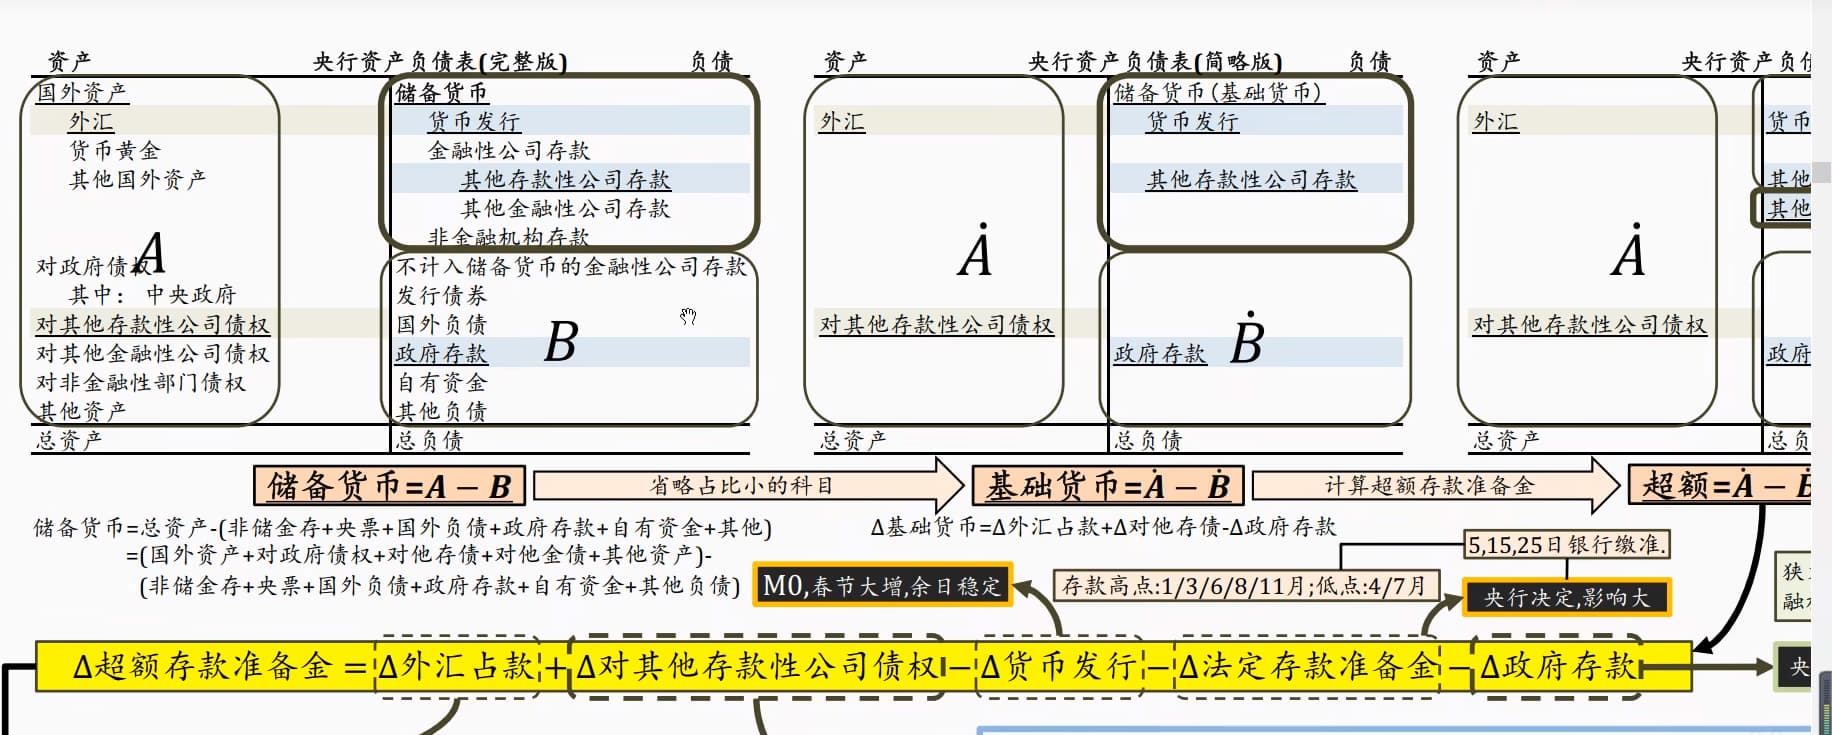 资产 央行资产负债表(完整版) 负债
国外资产 储备货币
外汇 货币发行
货币黄金 金融性公司存款
其他国外资产 其他存款性公司存款
其他金融性公司存款
非金融机构存款
A
对政府债权 不计入储备货币的金融性公司存款
其中: 中央政府 发行债券
对其他存款性公司债权 国外负债
B
对其他金融性公司债权 政府存款
对非金融性部门债权 自有资金
其他资产 其他负债
总资产 总负债
资产 央行资产负债表(简略版) 负债
储备货币(基础货币)
外汇 货币发行
其他存款性公司存款
Ȧ
对其他存款性公司债权
政府存款 Ḃ
总资产 总负债
资产 央行资产负
外汇 货币
其他
其他
Ȧ
对其他存款性公司债权
政府
总资产 总负
储备货币=A − B 省略占比小的科目 基础货币=Ȧ − Ḃ 计算超额存款准备金 超额=Ȧ − Ḃ
储备货币=总资产-(非储金存+央票+国外负债+政府存款+自有资金+其他)
=(国外资产+对政府债权+对他存债+对他金债+其他资产)-
(非储金存+央票+国外负债+政府存款+自有资金+其他负债)
Δ基础货币=Δ外汇占款+Δ对他存债-Δ政府存款
5,15,25日银行缴准.
M0,春节大增,余日稳定 存款高点:1/3/6/8/11月;低点:4/7月 央行决定,影响大
狭
融
Δ超额存款准备金=Δ外汇占款+Δ对其他存款性公司债权−Δ货币发行−Δ法定存款准备金−Δ政府存款
央